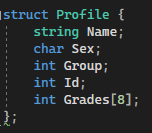 struct Profile {
string Name;
char Sex;
int Group;
int Id;
int Grades[8];
};